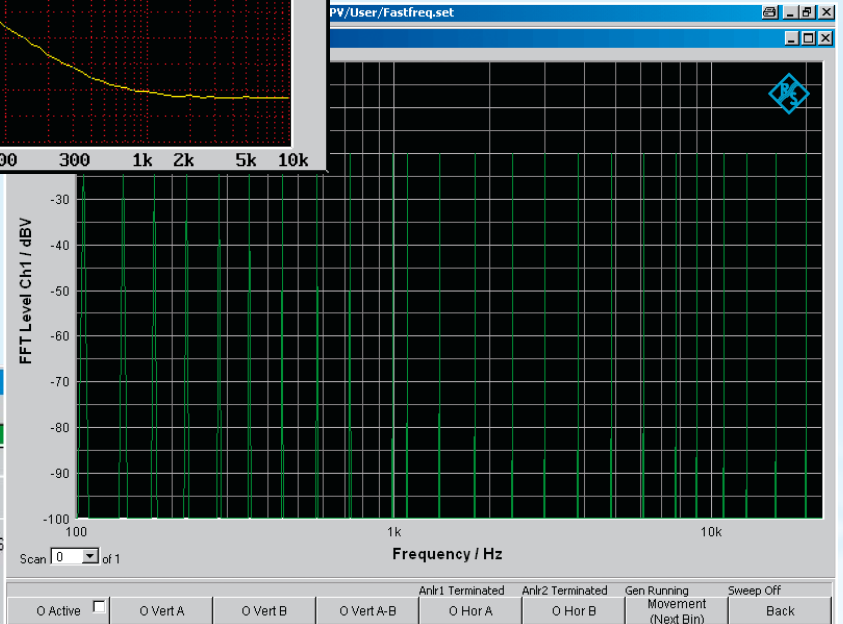 PV/User/Fastfreq.set
00 300 1k 2k 5k 10k
FFT Level Ch1 / dBV
-30
-40
-50
-60
-70
-80
-90
-100
100 1k 10k
Scan 0 of 1
Frequency / Hz
Anlr1 Terminated Anlr2 Terminated Gen Running Sweep Off
O Active O Vert A O Vert B O Vert A-B O Hor A O Hor B Movement (Next Bin) Back